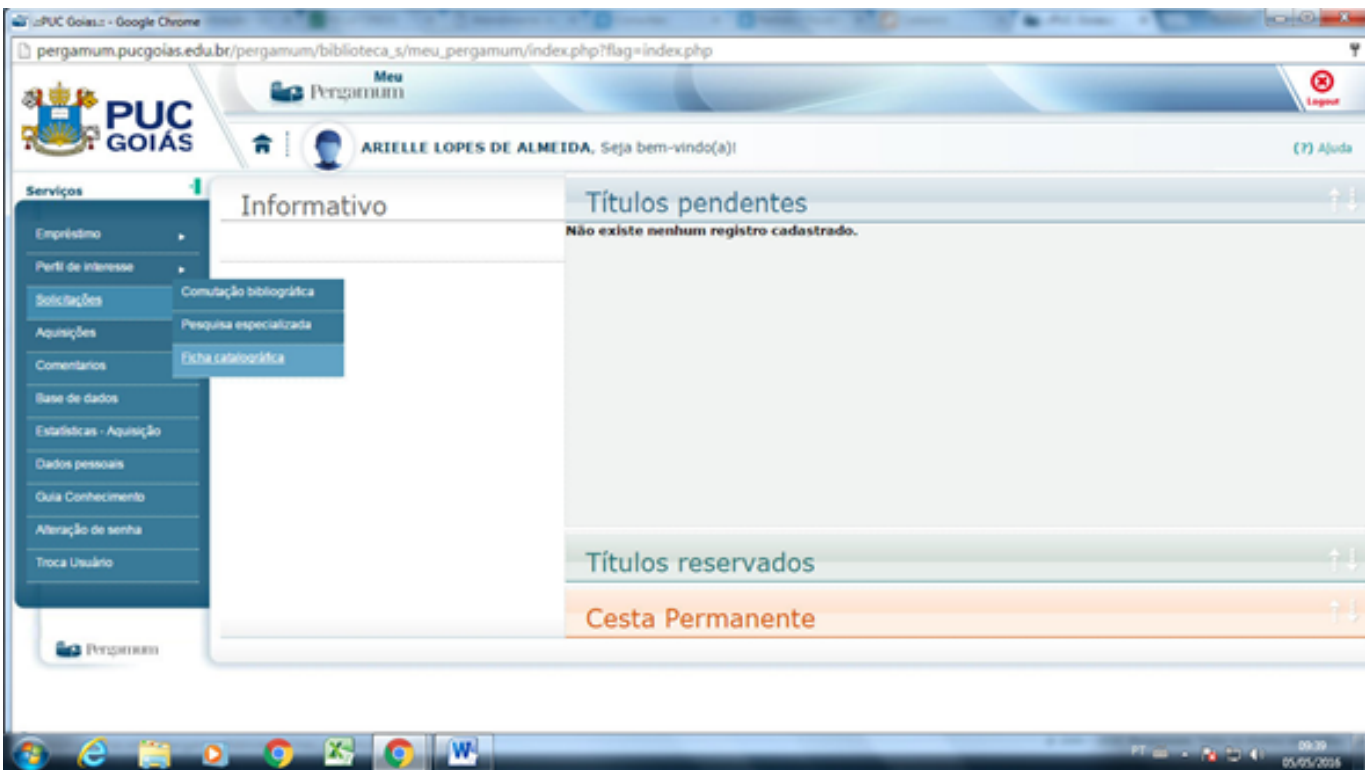 .:PUC Goias.: - Google Chrome
pergamum.pucgoias.edu.br/pergamum/biblioteca_s/meu_pergamum/index.php?flag=index.php
PUC
GOIÁS
Meu
Pergamum
Logout
ARIELLE LOPES DE ALMEIDA, Seja bem-vindo(a)!
(?) Ajuda
Serviços
Empréstimo
Perfil de interesse
Solicitações
Aquisições
Comentarios
Base de dados
Estatísticas - Aquisição
Dados pessoais
Guia Conhecimento
Alteração de senha
Troca Usuário
Comutação bibliográfica
Pesquisa especializada
Ficha catalográfica
Informativo
Títulos pendentes
Não existe nenhum registro cadastrado.
Títulos reservados
Cesta Permanente
Pergamum
PT
09:39
05/05/2016